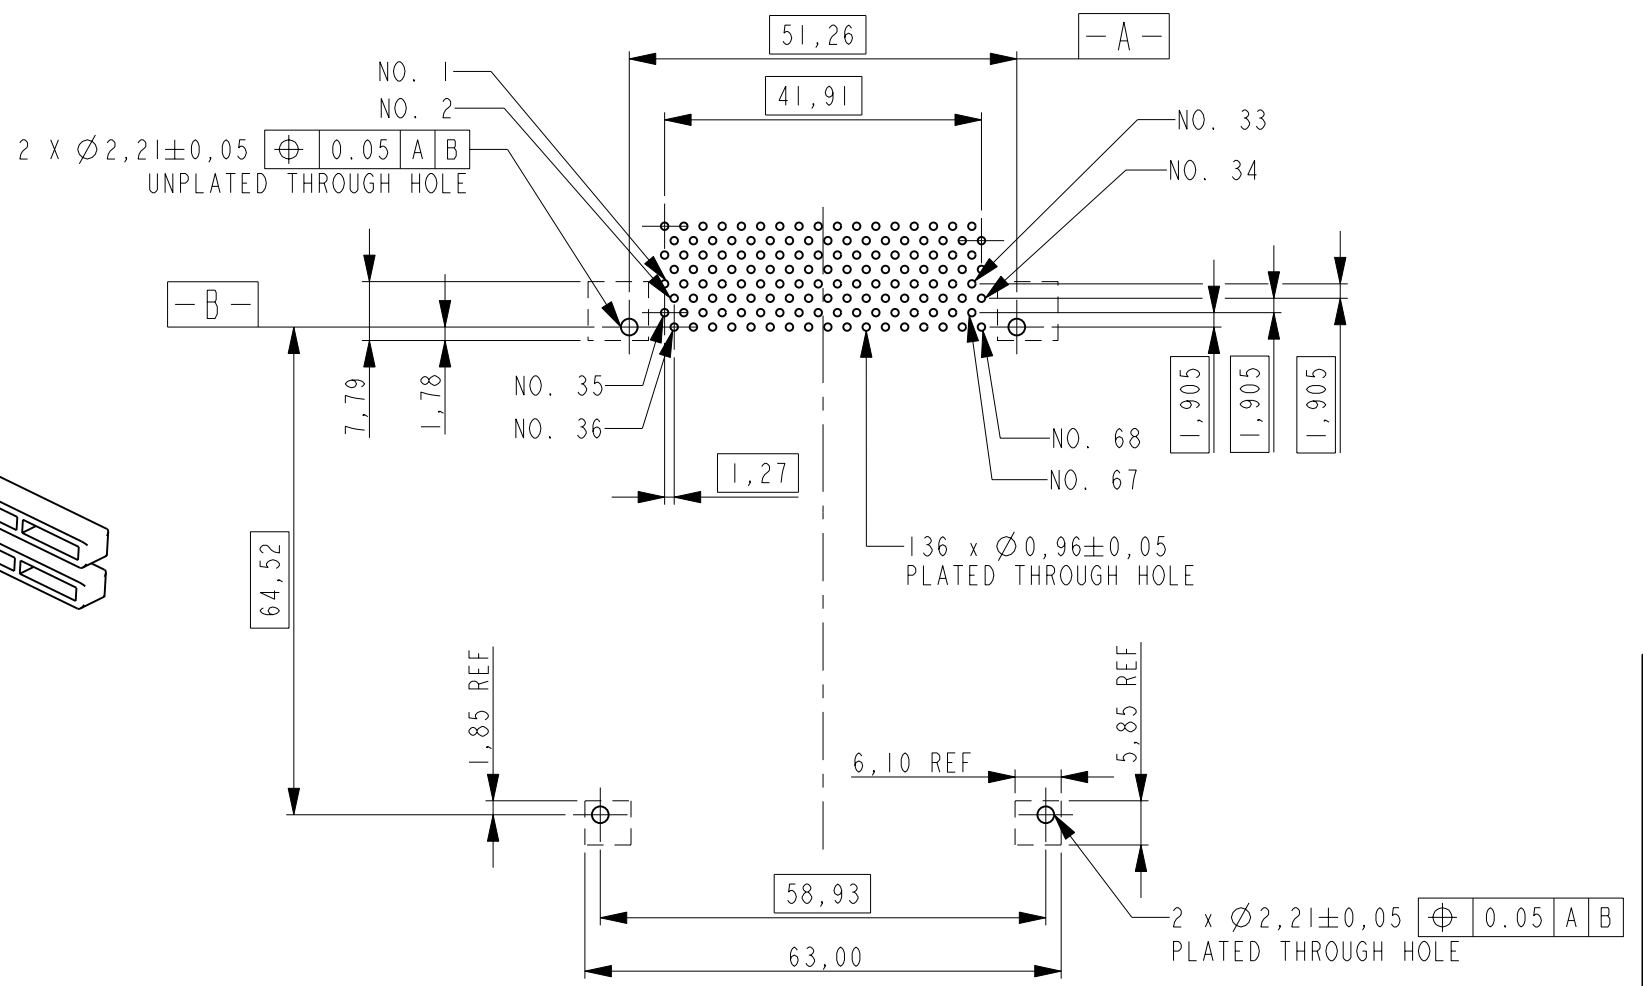 51,26
-A-
NO. 1
41,91
NO. 2
NO. 33
2 X Ø2,21±0,05 ⌖ 0.05 A B
UNPLATED THROUGH HOLE
NO. 34
-B-
7,79
1,78
NO. 35
NO. 36
1,905
1,905
1,905
NO. 68
NO. 67
1,27
136 x Ø0,96±0,05
PLATED THROUGH HOLE
64,52
1,85 REF
5,85 REF
6,10 REF
58,93
2 x Ø2,21±0,05 ⌖ 0.05 A B
PLATED THROUGH HOLE
63,00